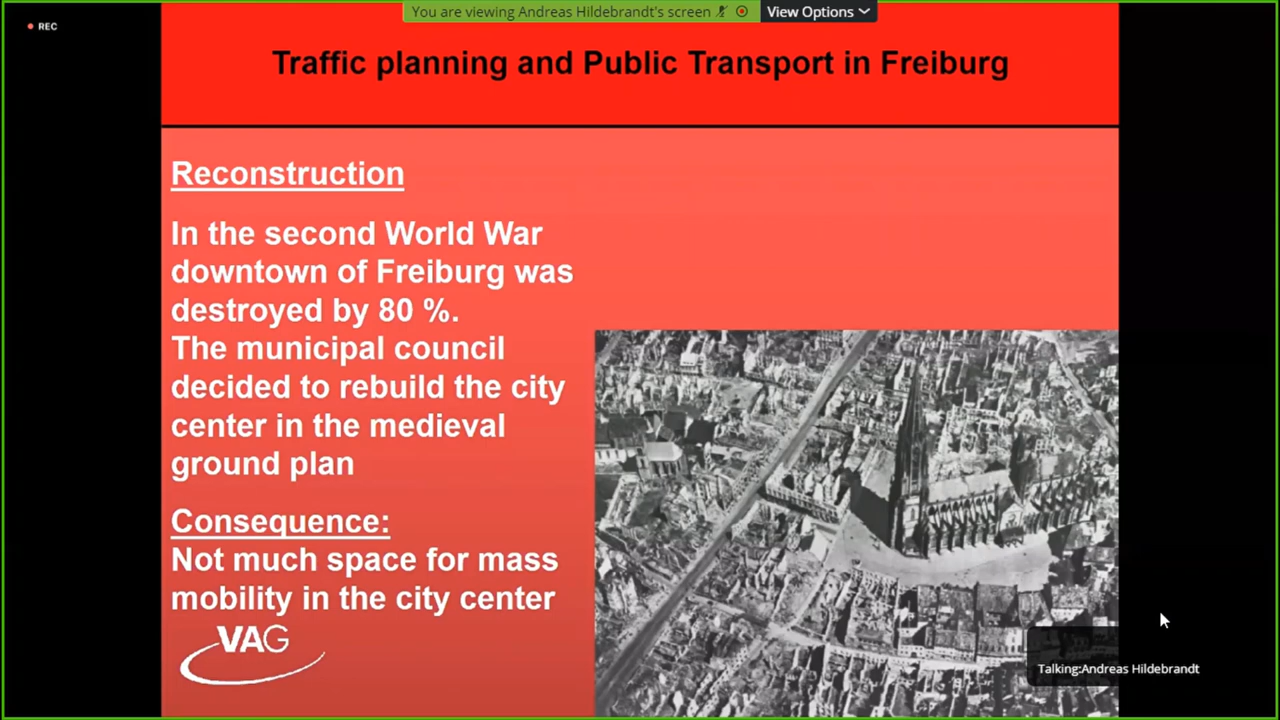 You are viewing Andreas Hildebrandt's screen
View Options
REC
Traffic planning and Public Transport in Freiburg
Reconstruction
In the second World War
downtown of Freiburg was
destroyed by 80 %.
The municipal council
decided to rebuild the city
center in the medieval
ground plan
Consequence:
Not much space for mass
mobility in the city center
VAG
Talking:Andreas Hildebrandt